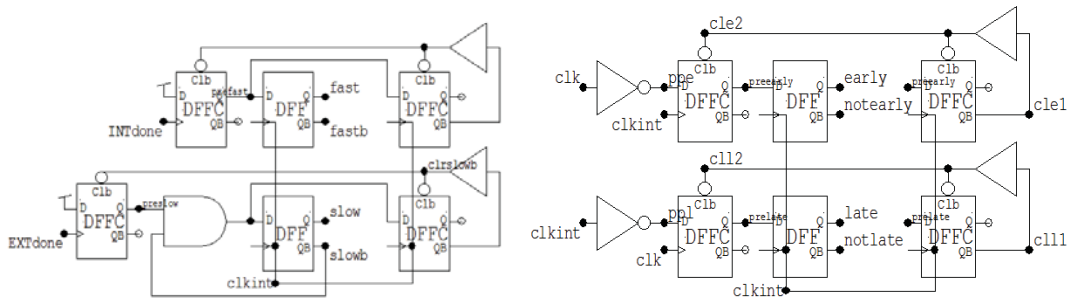 Clb
D
Q
DFFC
QB
prefast
INTdone
D
Q
DFF
QB
fast
fastb
Clb
D
Q
DFFC
QB
Clb
D
Q
DFFC
QB
preslow
EXTdone
D
Q
DFF
QB
slow
slowb
clkint
clrslowb
Clb
D
Q
DFFC
QB
cle2
clk
ppe
clkint
Clb
D
Q
DFFC
QB
preearly
D
Q
DFF
QB
early
notearly
Clb
preearly
D
Q
DFFC
QB
cle1
cll2
clkint
ppl
clk
Clb
D
Q
DFFC
QB
prelate
D
Q
DFF
QB
late
notlate
clkint
Clb
prelate
D
Q
DFFC
QB
cll1